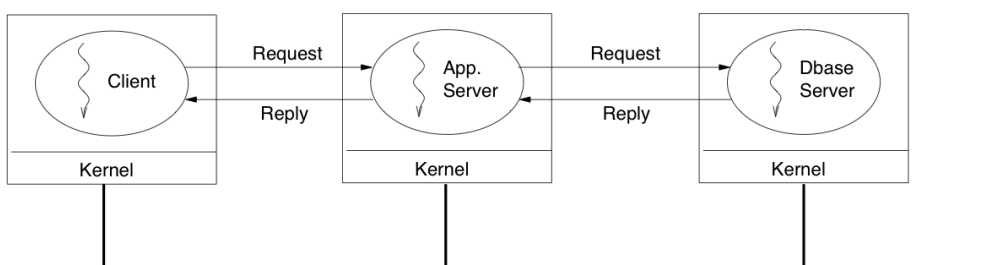 Request
Request
Client
App.
Server
Dbase
Server
Reply
Reply
Kernel
Kernel
Kernel